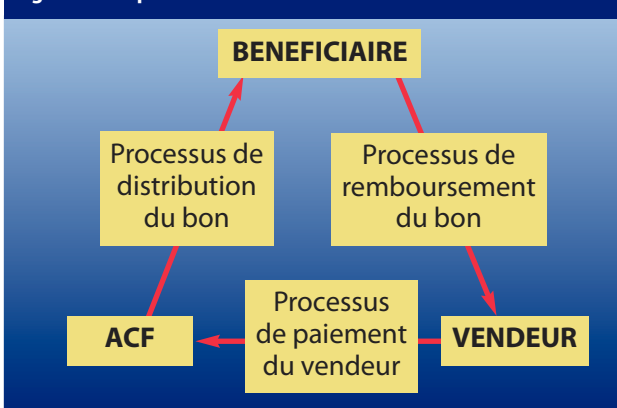 BENEFICIAIRE
Processus de
distribution
du bon
Processus de
remboursement
du bon
ACF
Processus
de paiement
du vendeur
VENDEUR